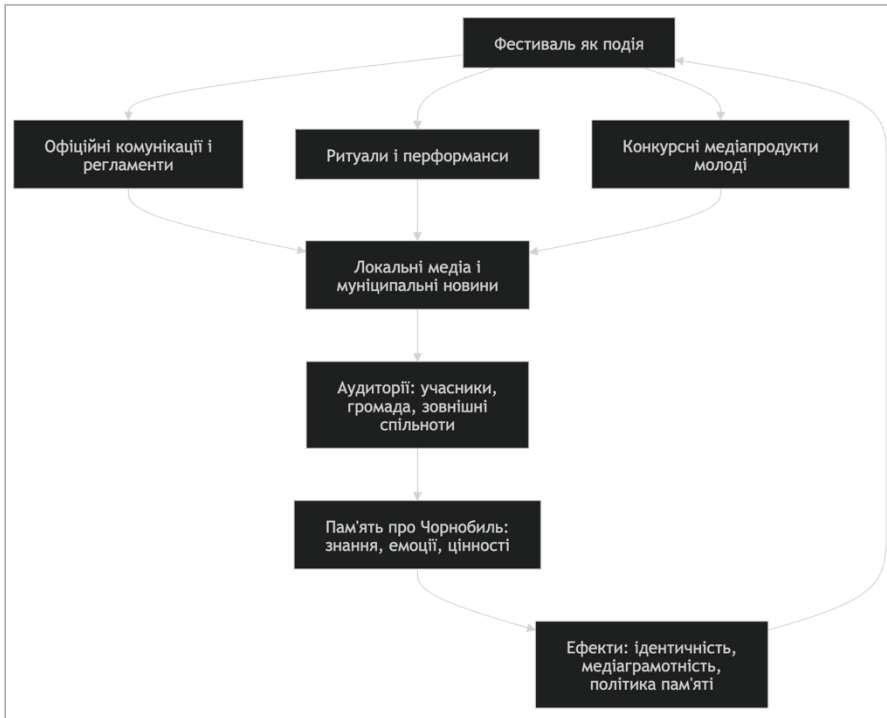 Фестиваль як подія
Офіційні комунікації і
регламенти
Ритуали і перформанси
Конкурсні медіапродукти
молоді
Локальні медіа і
муніципальні новини
Аудиторії: учасники,
громада, зовнішні
спільноти
Пам'ять про Чорнобиль:
знання, емоції, цінності
Ефекти: ідентичність,
медіаграмотність,
політика пам'яті